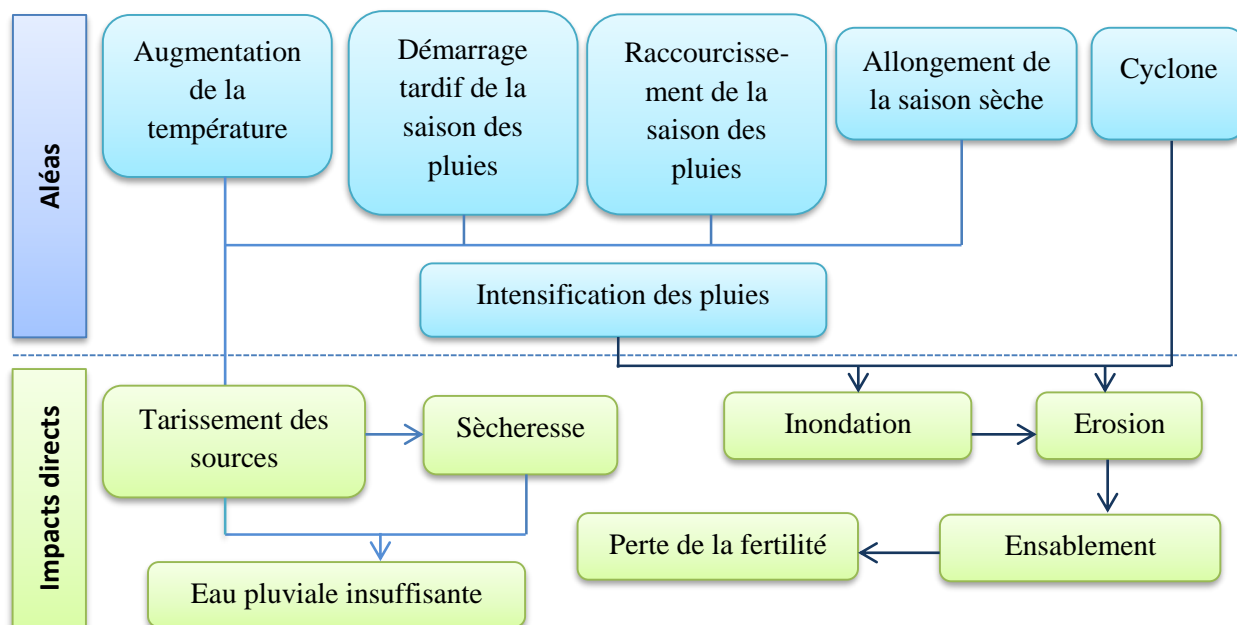 Aléas
Augmentation
de la
température
Démarrage
tardif de la
saison des
pluies
Raccourcisse-
ment de la
saison des
pluies
Allongement de
la saison sèche
Cyclone
Intensification des pluies
Impacts directs
Tarissement des
sources
Sècheresse
Inondation
Erosion
Perte de la fertilité
Ensablement
Eau pluviale insuffisante